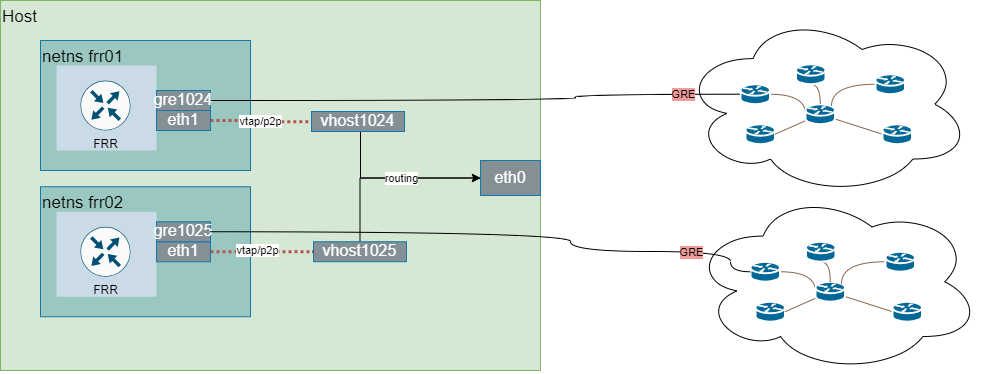 Host
netns frr01
gre1024
GRE
eth1
vtap/p2p
vhost1024
FRR
routing
eth0
netns frr02
gre1025
GRE
eth1
vtap/p2p
vhost1025
FRR